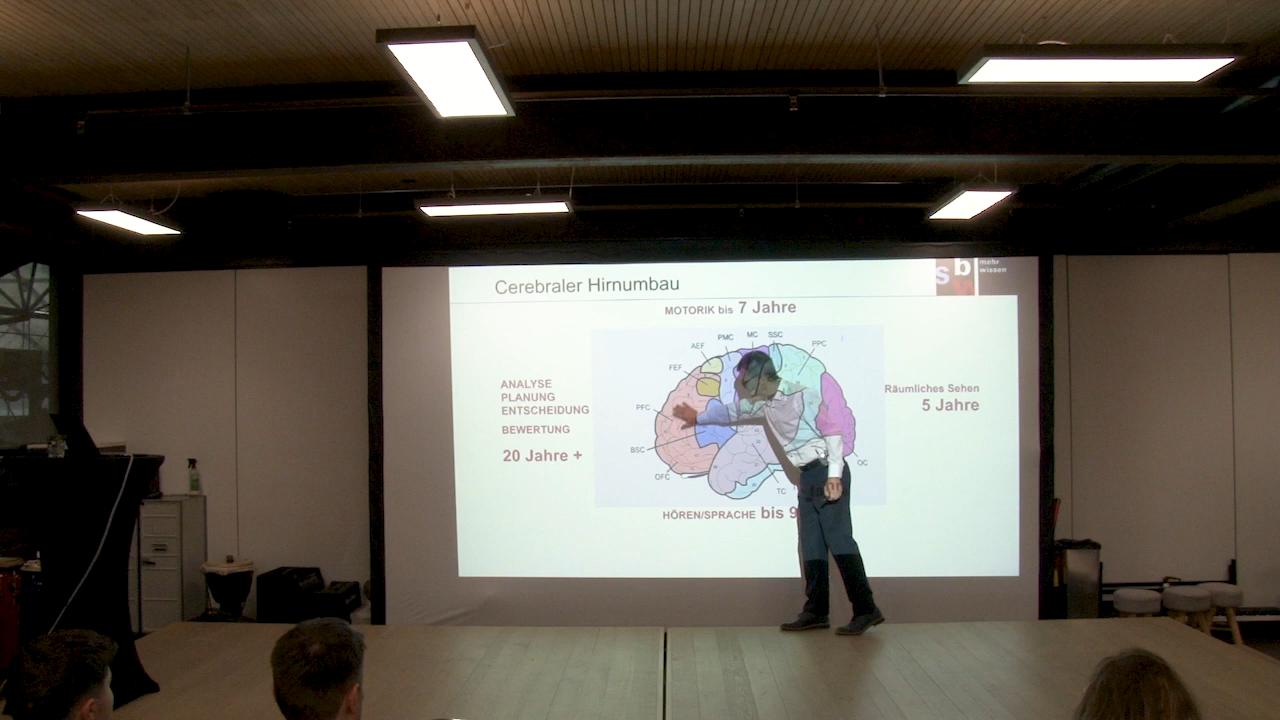 Cerebraler Hirnumbau
sb
mehr
wissen
MOTORIK bis 7 Jahre
AEF
PMC
MC
SSC
PPC
FEF
PFC
BSC
OFC
TC
OC
ANALYSE
PLANUNG
ENTSCHEIDUNG
BEWERTUNG
20 Jahre +
Räumliches Sehen
5 Jahre
HÖREN/SPRACHE bis 9